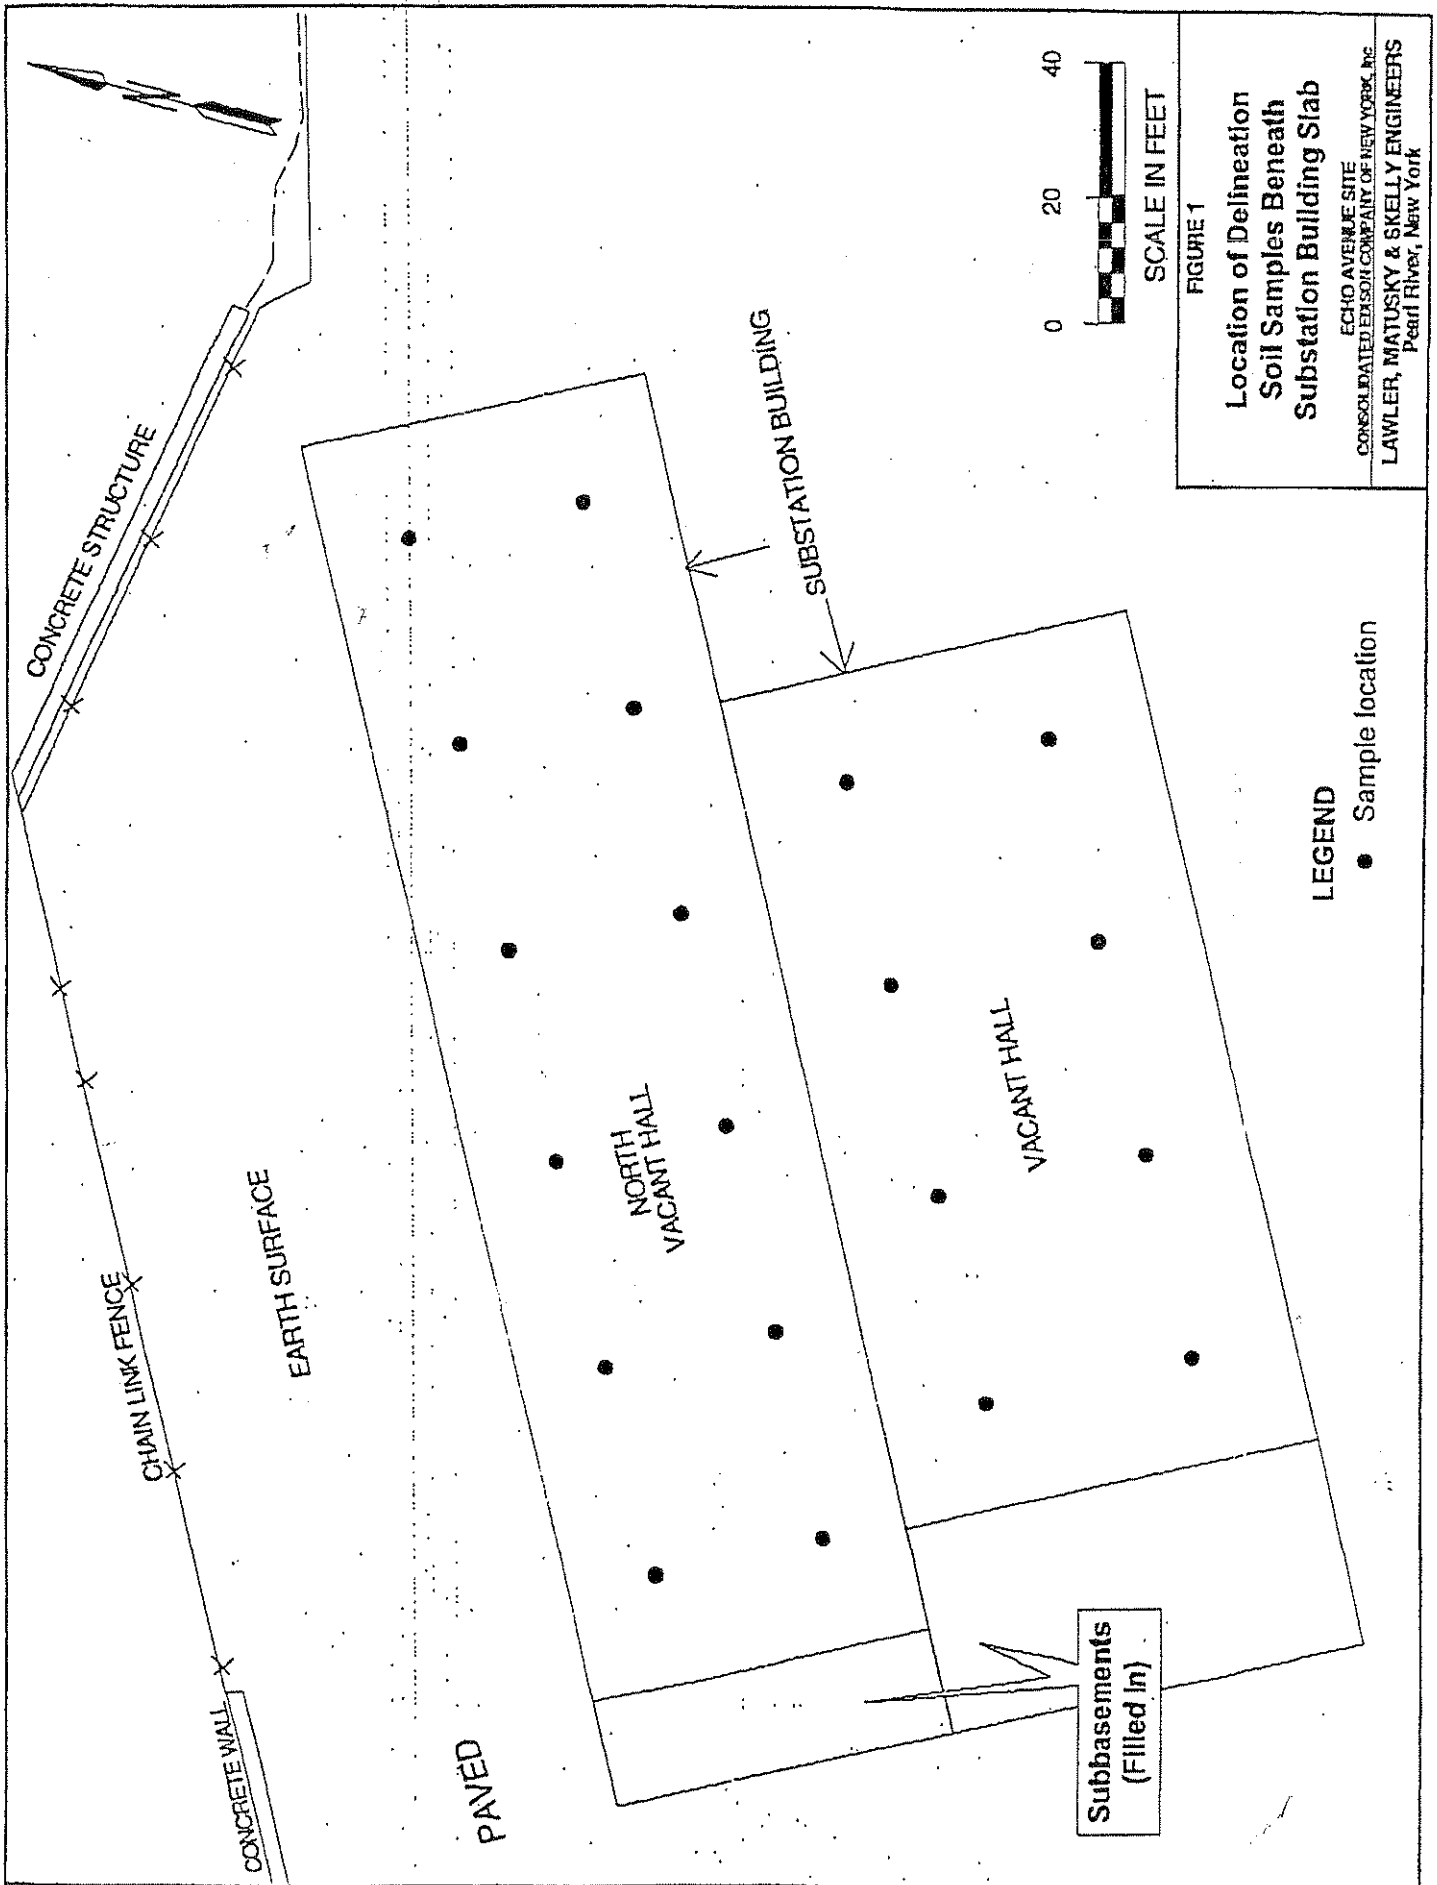 N
CONCRETE STRUCTURE
CHAIN LINK FENCE
CONCRETE WALL
EARTH SURFACE
PAVED
NORTH
VACANT HALL
VACANT HALL
SUBSTATION BUILDING
Subbasements
(Filled In)
LEGEND
Sample location
0 20 40
SCALE IN FEET
FIGURE 1
Location of Delineation
Soil Samples Beneath
Substation Building Slab
ECHO AVENUE SITE
CONSOLIDATED EDISON COMPANY OF NEW YORK, Inc
LAWLER, MATUSKY & SKELLY ENGINEERS
Pearl River, New York